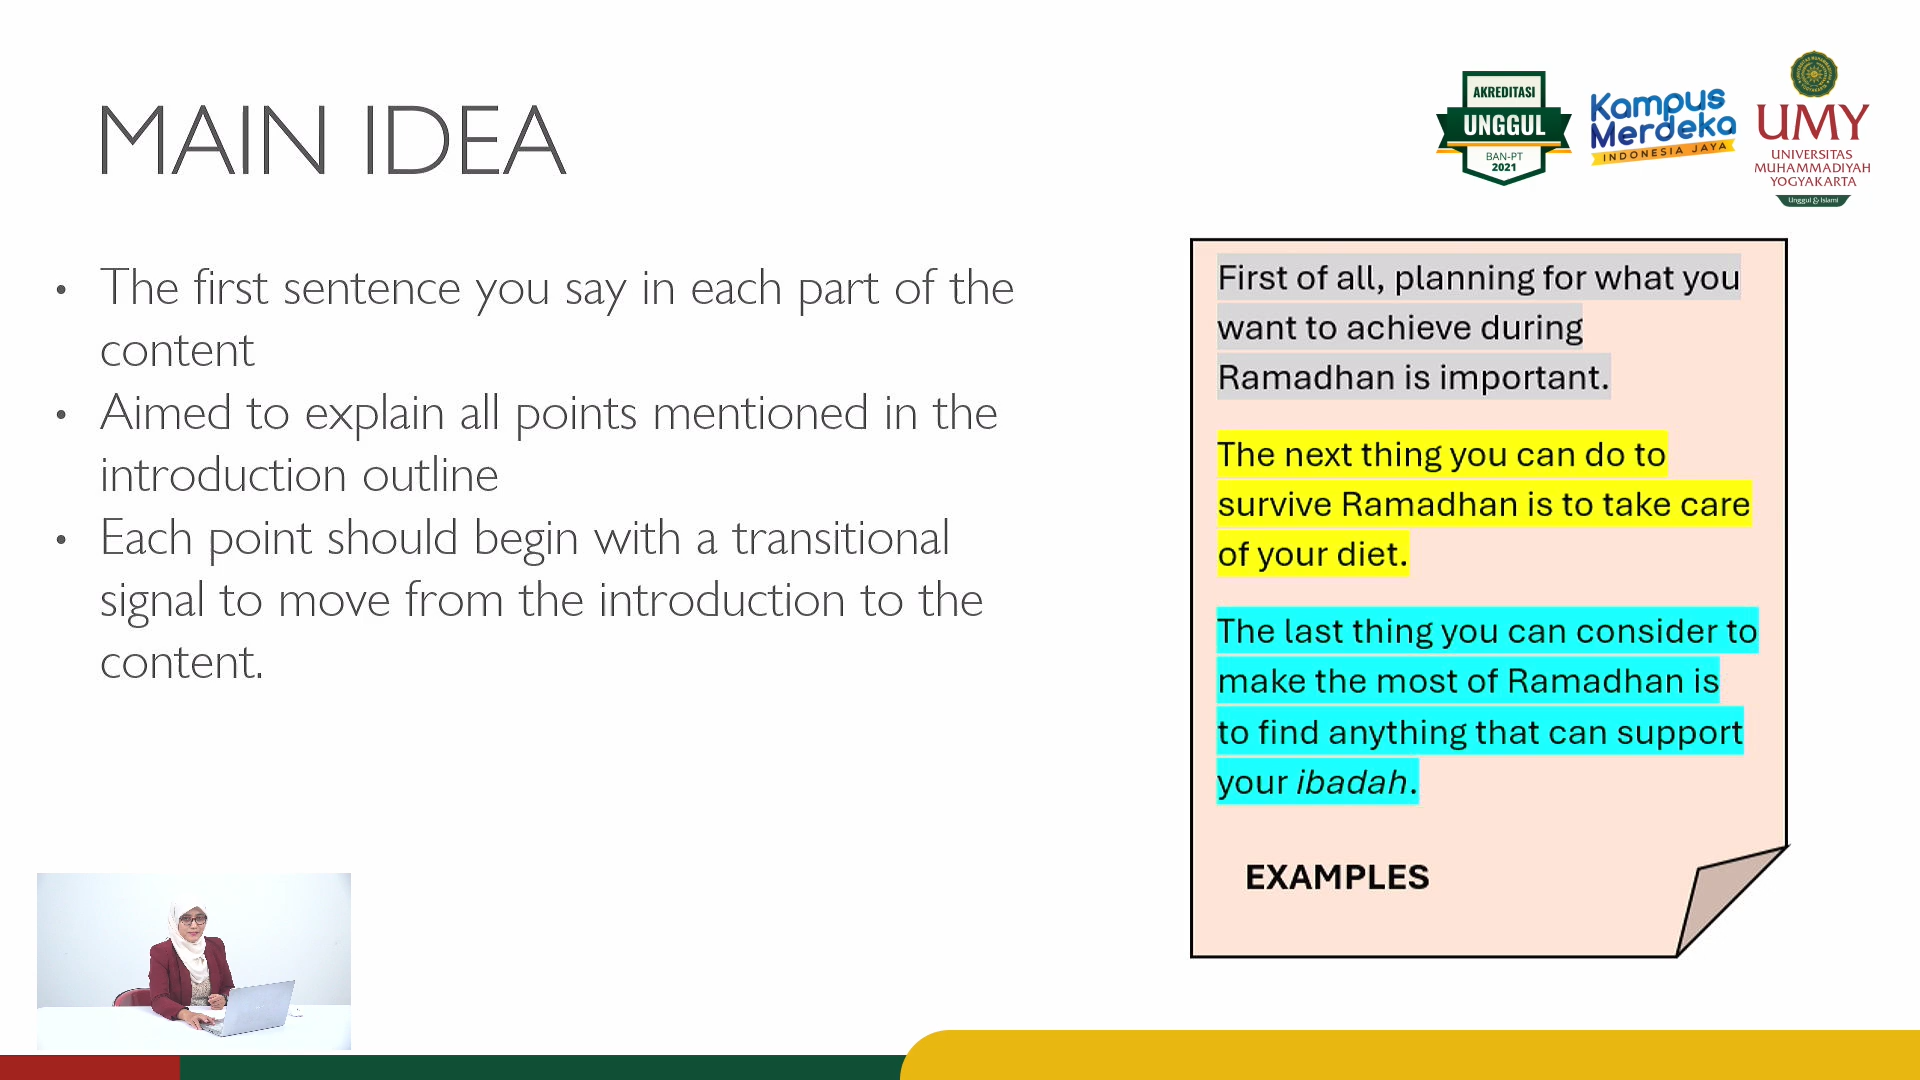 MAIN IDEA
AKREDITASI
UNGGUL
BAN-PT
2021
Kampus
Merdeka
INDONESIA JAYA
UMY
UNIVERSITAS
MUHAMMADIYAH
YOGYAKARTA
Unggul & Islami
• The first sentence you say in each part of the
content
• Aimed to explain all points mentioned in the
introduction outline
• Each point should begin with a transitional
signal to move from the introduction to the
content.
First of all, planning for what you
want to achieve during
Ramadhan is important.
The next thing you can do to
survive Ramadhan is to take care
of your diet.
The last thing you can consider to
make the most of Ramadhan is
to find anything that can support
your ibadah.
EXAMPLES